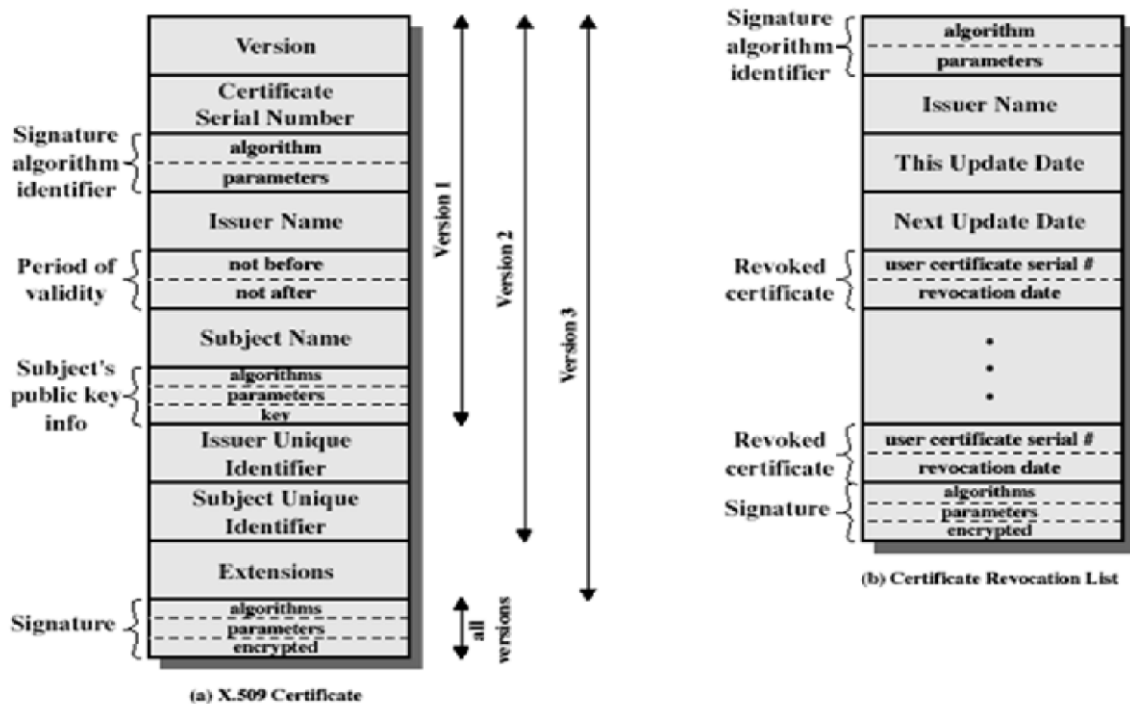 Version
Certificate
Serial Number
Signature
algorithm
identifier
algorithm
parameters
Issuer Name
Period of
validity
not before
not after
Subject Name
Subject's
public key
info
algorithms
parameters
key
Issuer Unique
Identifier
Subject Unique
Identifier
Extensions
Signature
algorithms
parameters
encrypted
Version 1
Version 2
Version 3
all
versions
(a) X.509 Certificate
Signature
algorithm
identifier
algorithm
parameters
Issuer Name
This Update Date
Next Update Date
Revoked
certificate
user certificate serial #
revocation date
Revoked
certificate
user certificate serial #
revocation date
Signature
algorithms
parameters
encrypted
(b) Certificate Revocation List